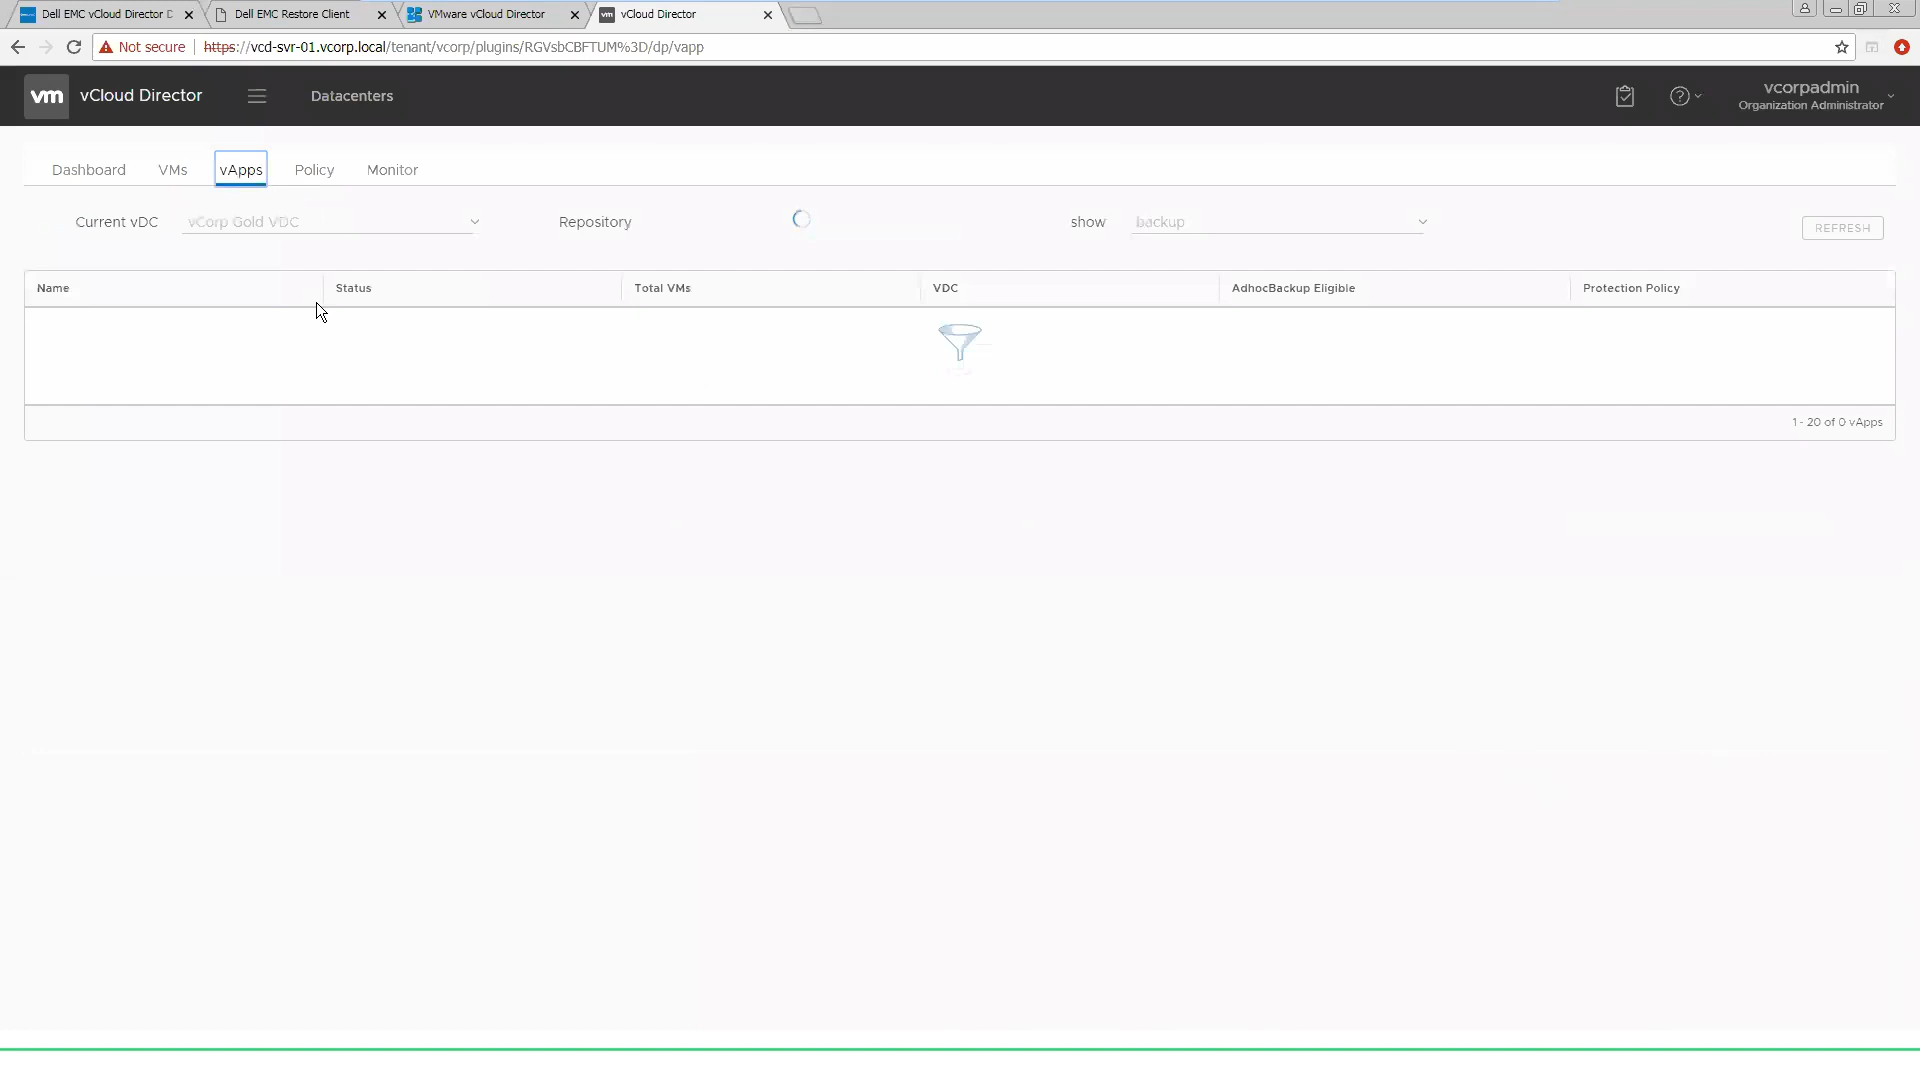 Dell EMC vCloud Director D
Dell EMC Restore Client
VMware vCloud Director
vCloud Director
Not secure
https://vcd-svr-01.vcorp.local/tenant/vcorp/plugins/RGVsbCBFTUM%3D/dp/vapp
vm
vCloud Director
Datacenters
vcorpadmin
Organization Administrator
Dashboard
VMs
vApps
Policy
Monitor
Current vDC
vCorp Gold VDC
Repository
show
backup
REFRESH
Name
Status
Total VMs
VDC
AdhocBackup Eligible
Protection Policy
1 - 20 of 0 vApps